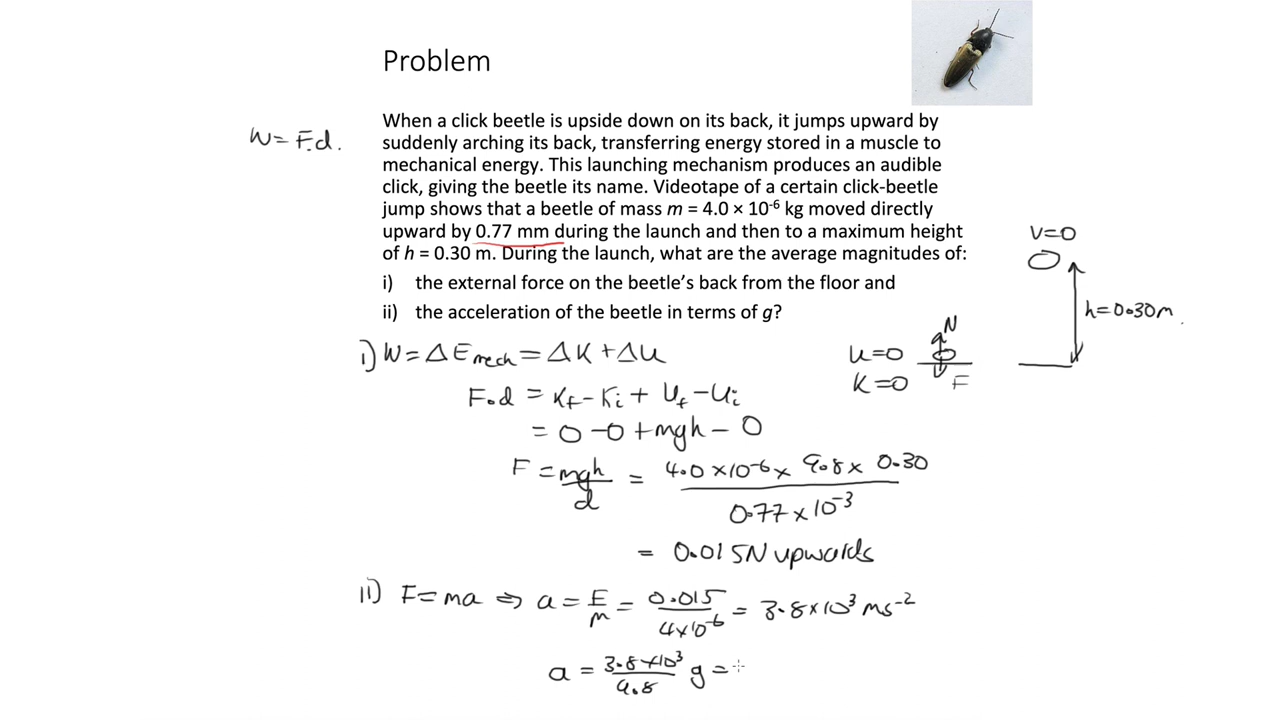 Problem
W = F.d.
When a click beetle is upside down on its back, it jumps upward by
suddenly arching its back, transferring energy stored in a muscle to
mechanical energy. This launching mechanism produces an audible
click, giving the beetle its name. Videotape of a certain click-beetle
jump shows that a beetle of mass m = 4.0 × 10⁻⁶ kg moved directly
upward by 0.77 mm during the launch and then to a maximum height
of h = 0.30 m. During the launch, what are the average magnitudes of:
i) the external force on the beetle’s back from the floor and
ii) the acceleration of the beetle in terms of g?
V=0
h=0.30m.
N
U=0
K=0
F
i) W = ΔE mech = ΔK + ΔU
F.d = Kf - Ki + Uf - Ui
= 0 - 0 + mgh - 0
F = mgh/d = 4.0 × 10⁻⁶ × 9.8 × 0.30 / 0.77 × 10⁻³
= 0.015N upwards
ii) F = ma ⇒ a = F/m = 0.015 / 4×10⁻⁶ = 3.8×10³ ms⁻²
a = 3.8×10³ / 9.8 g =